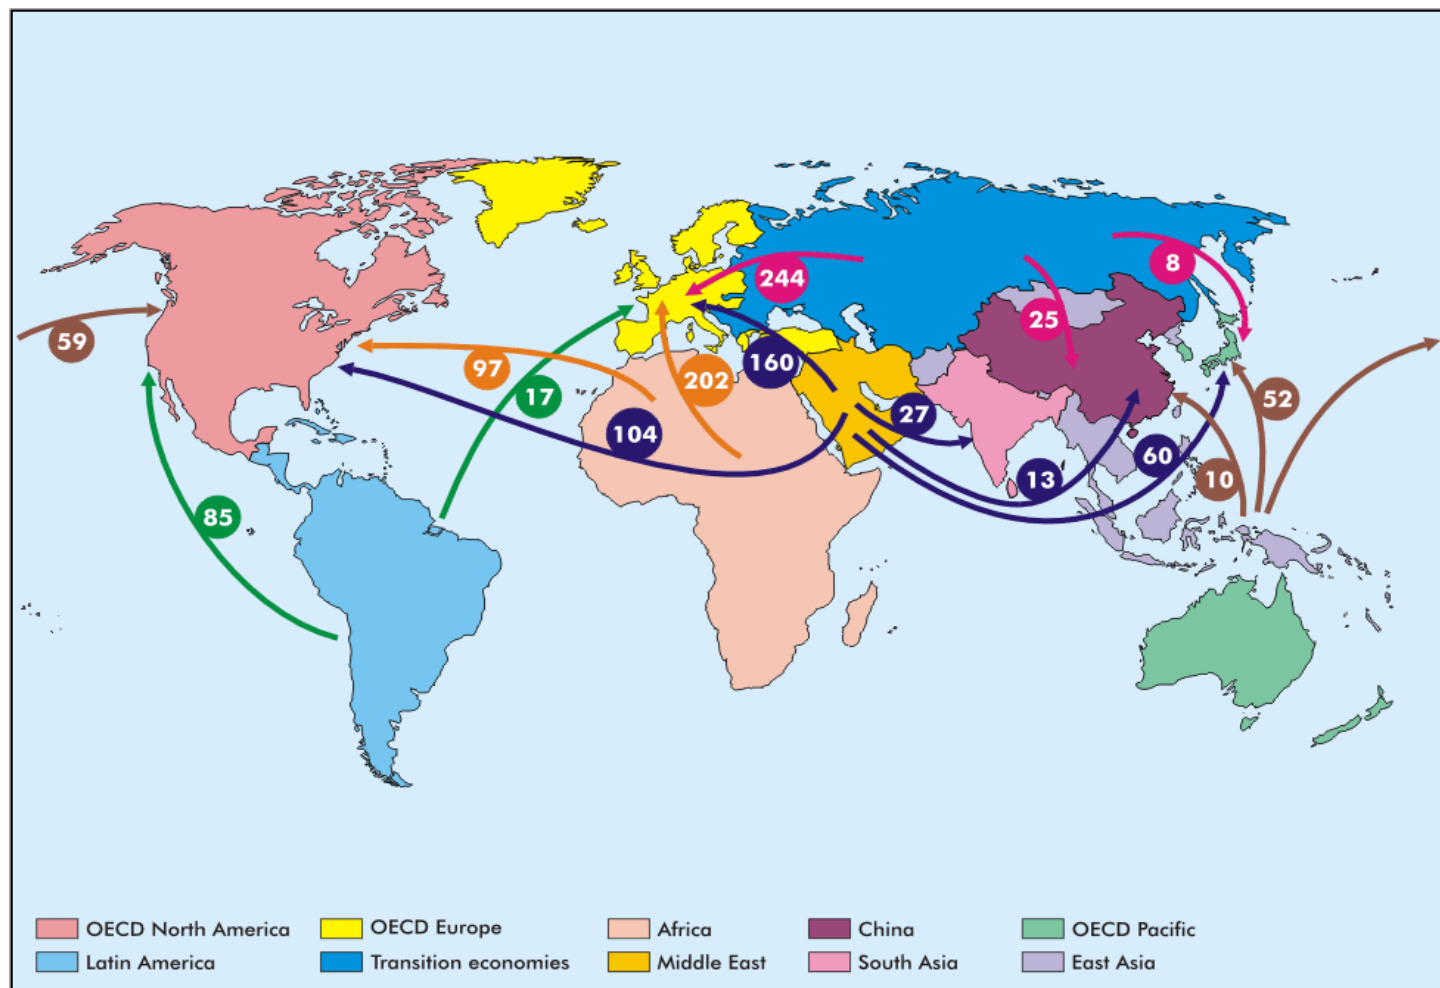 8
244
25
59
160
97
202
17
27
52
104
60
13
10
85
OECD North America
OECD Europe
Africa
China
OECD Pacific
Latin America
Transition economies
Middle East
South Asia
East Asia